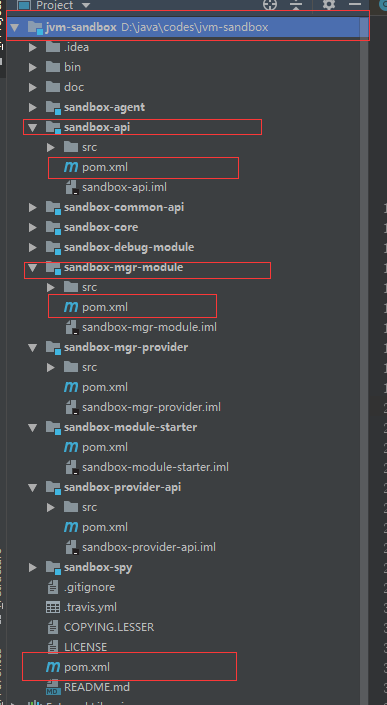 Project
jvm-sandbox D:\java\codes\jvm-sandbox
.idea
bin
doc
sandbox-agent
sandbox-api
src
pom.xml
sandbox-api.iml
sandbox-common-api
sandbox-core
sandbox-debug-module
sandbox-mgr-module
src
pom.xml
sandbox-mgr-module.iml
sandbox-mgr-provider
src
pom.xml
sandbox-mgr-provider.iml
sandbox-module-starter
pom.xml
sandbox-module-starter.iml
sandbox-provider-api
src
pom.xml
sandbox-provider-api.iml
sandbox-spy
.gitignore
.travis.yml
COPYING.LESSER
LICENSE
pom.xml
README.md